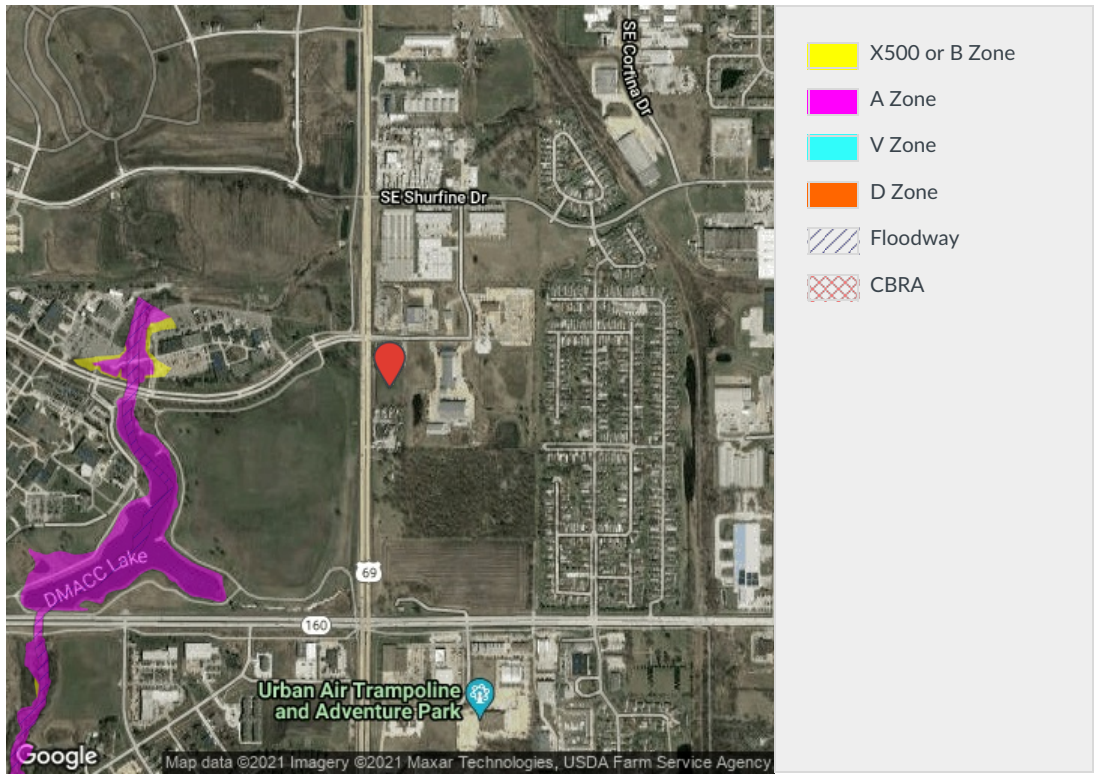 SE Cortina Dr
SE Shurfine Dr
69
DMACC Lake
160
Urban Air Trampoline
and Adventure Park
Google
Map data ©2021 Imagery ©2021 Maxar Technologies, USDA Farm Service Agency
X500 or B Zone
A Zone
V Zone
D Zone
Floodway
CBRA